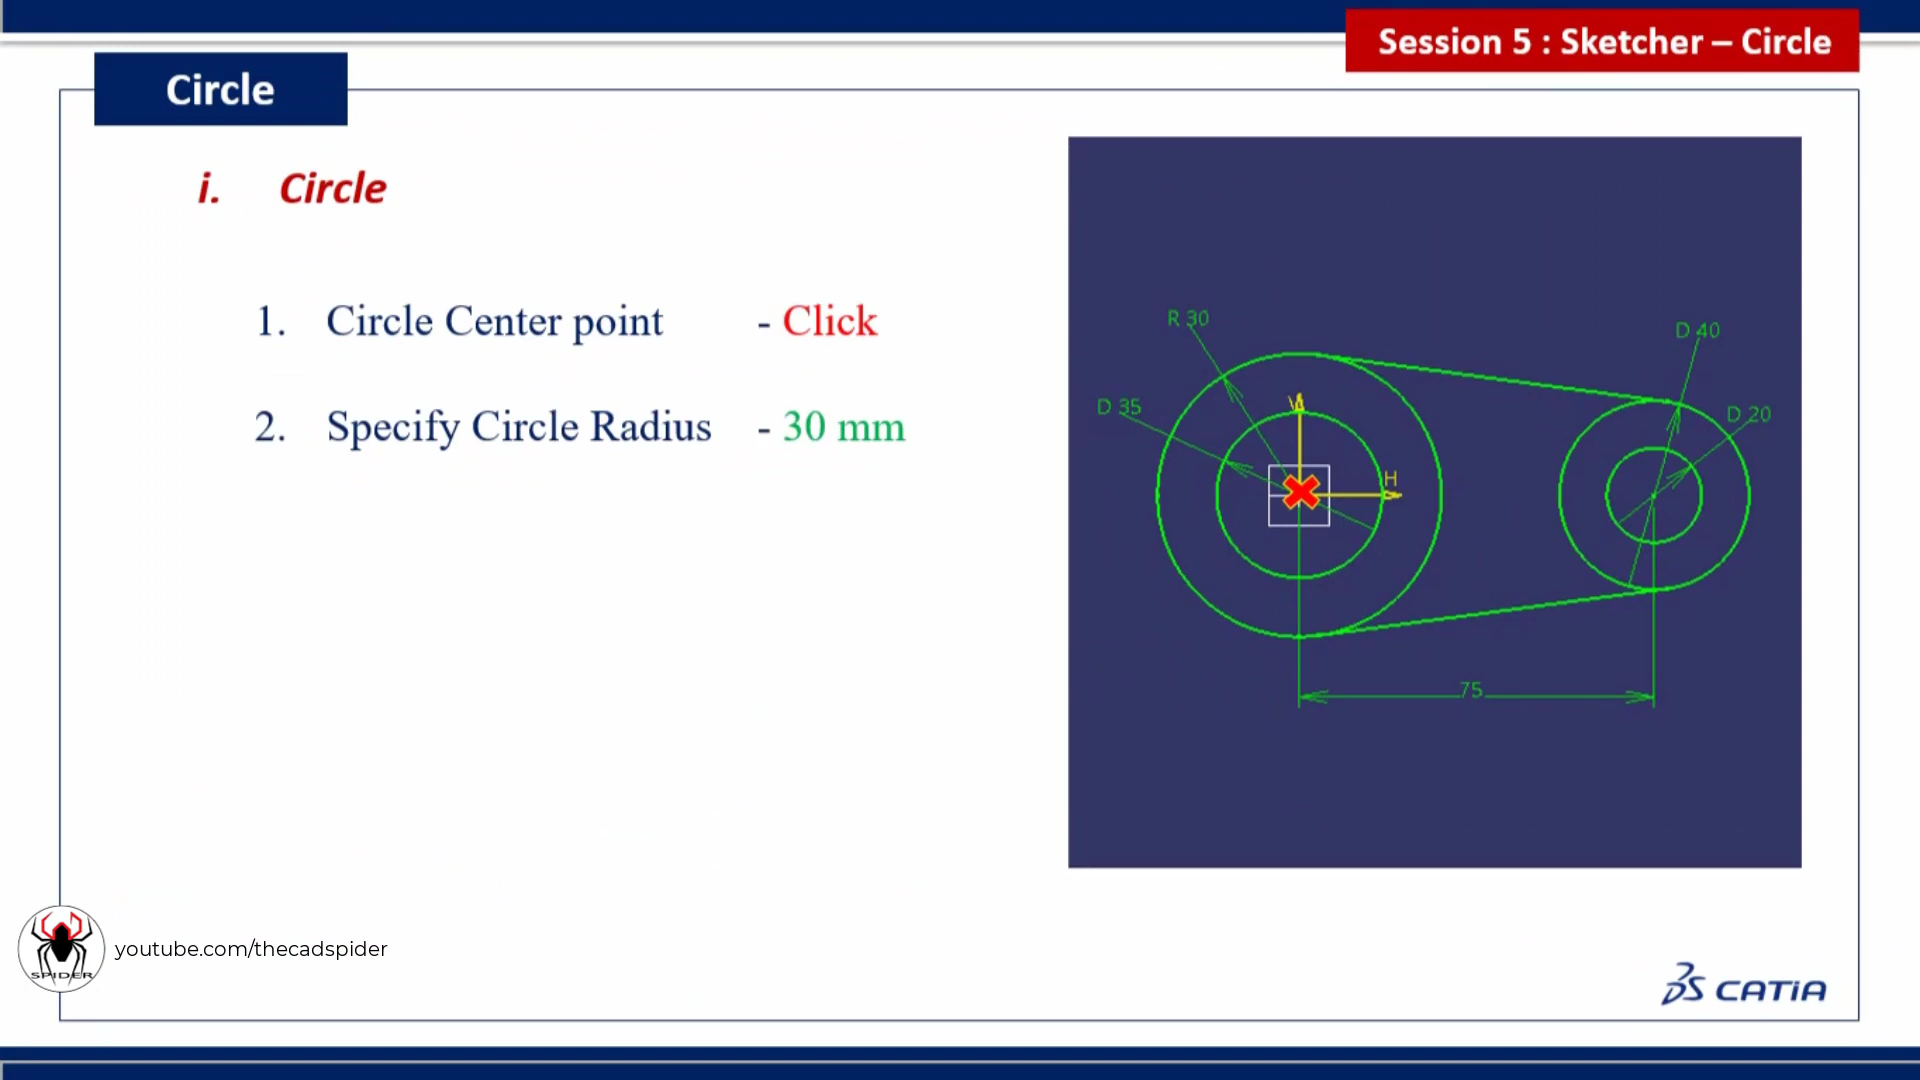 Session 5 : Sketcher – Circle
Circle
i. Circle
1. Circle Center point - Click
2. Specify Circle Radius - 30 mm
R 30
D 40
D 35
D 20
V
H
75
SPIDER
youtube.com/thecadspider
3DS CATIA